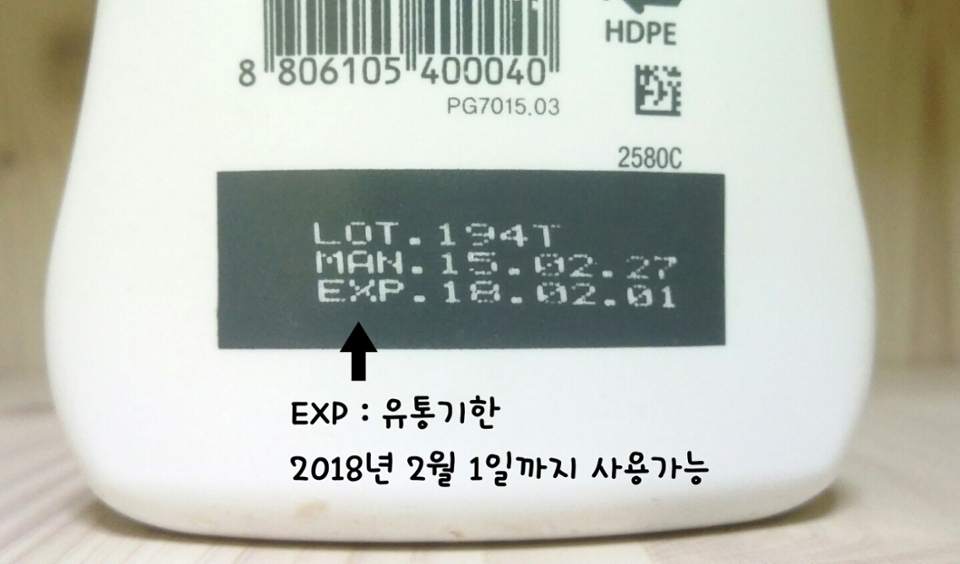 HDPE
8 806105 400040
PG7015.03
2580C
LOT.194T
MAN.15.02.27
EXP.18.02.01
EXP : 유통기한
2018년 2월 1일까지 사용가능